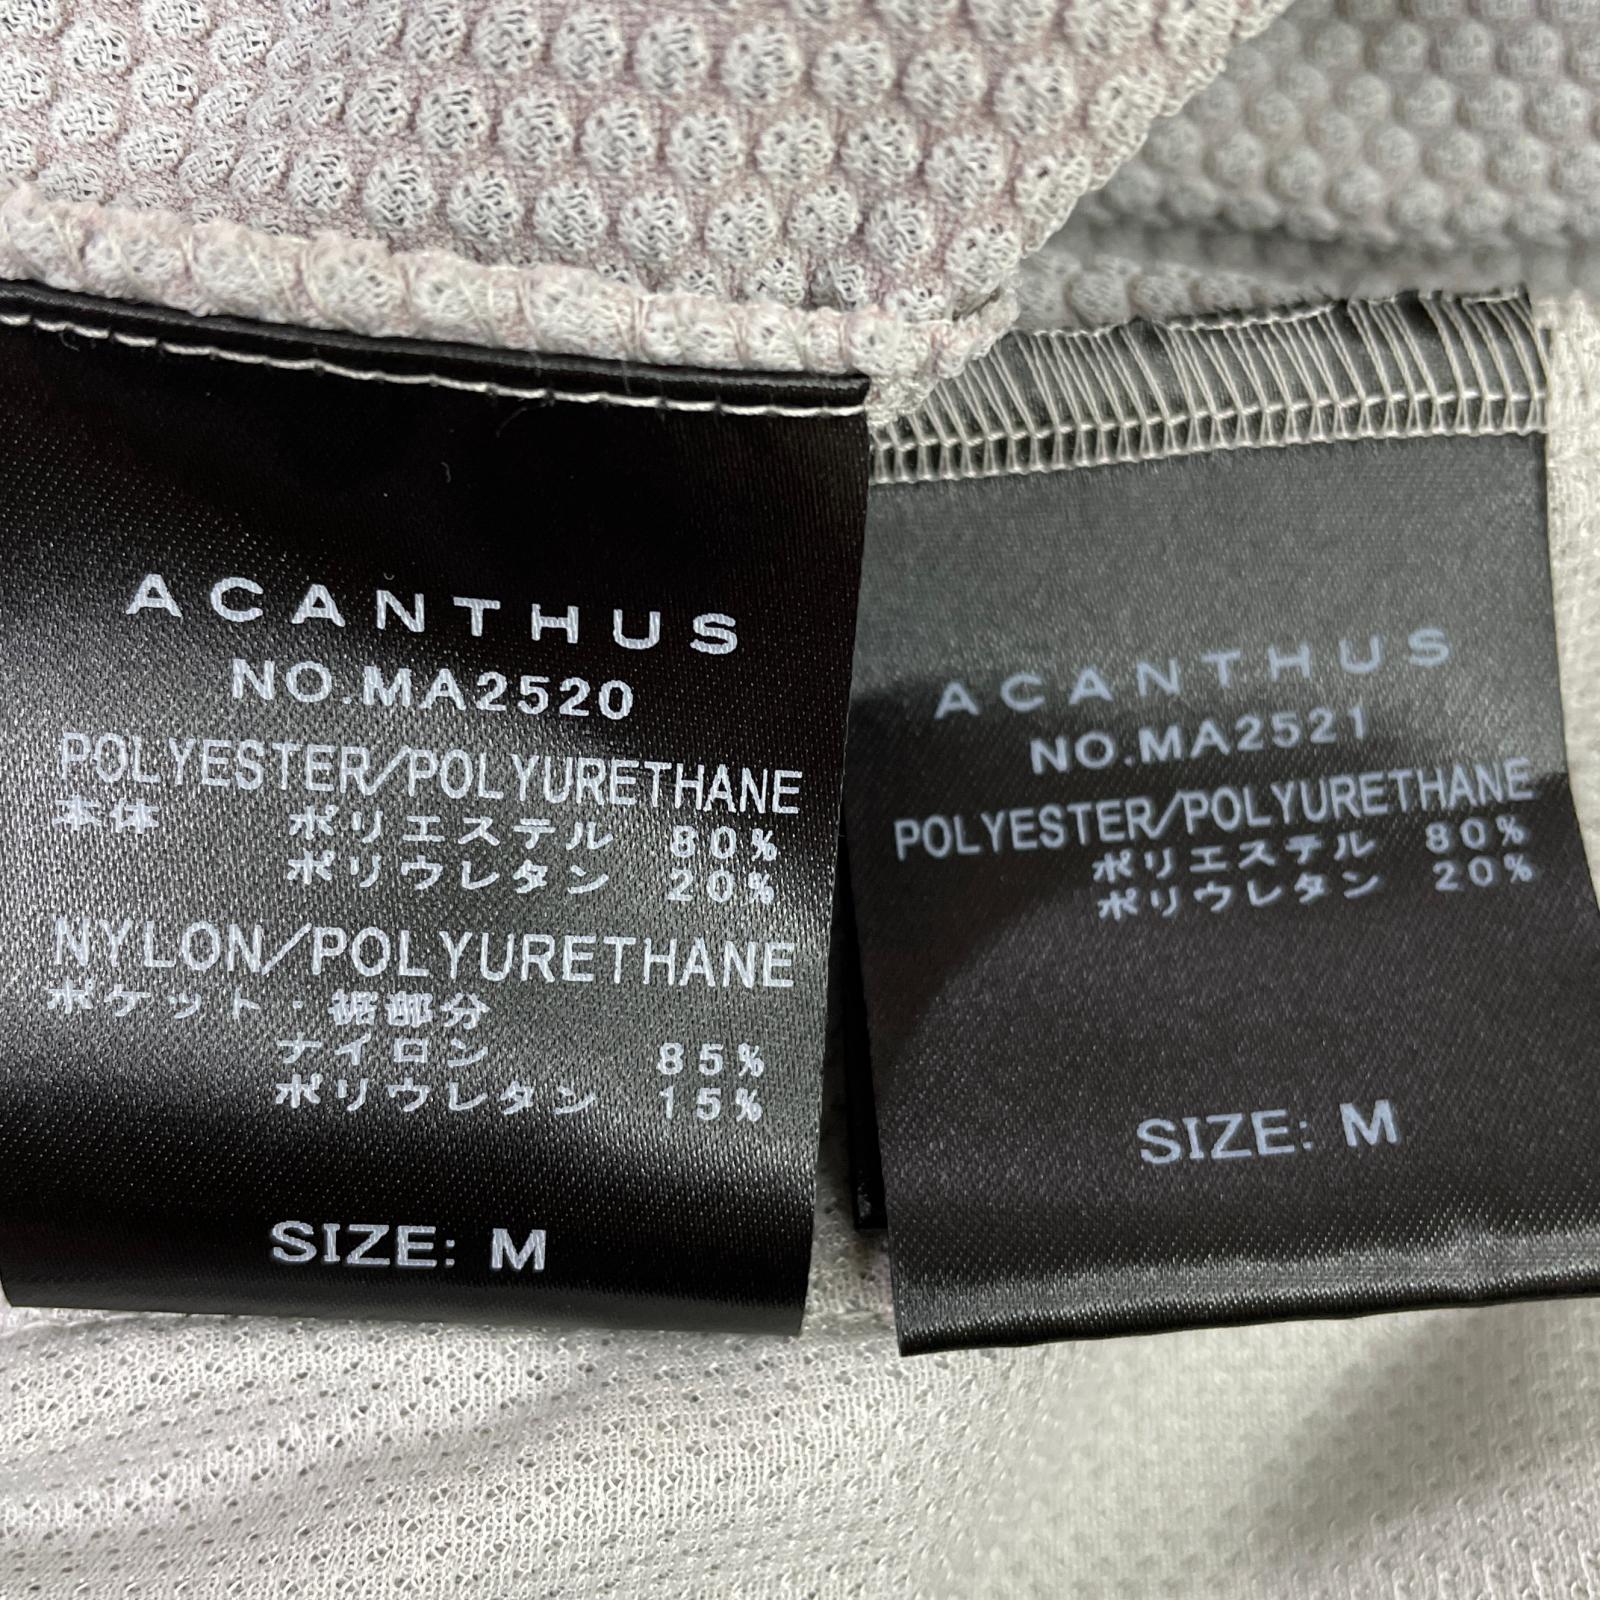 ACANTHUS
NO.MA2520
POLYESTER/POLYURETHANE
本体 ポリエステル 80%
ポリウレタン 20%
NYLON/POLYURETHANE
ポケット・裾部分
ナイロン 85%
ポリウレタン 15%
SIZE: M
ACANTHUS
NO.MA2521
POLYESTER/POLYURETHANE
ポリエステル 80%
ポリウレタン 20%
SIZE: M